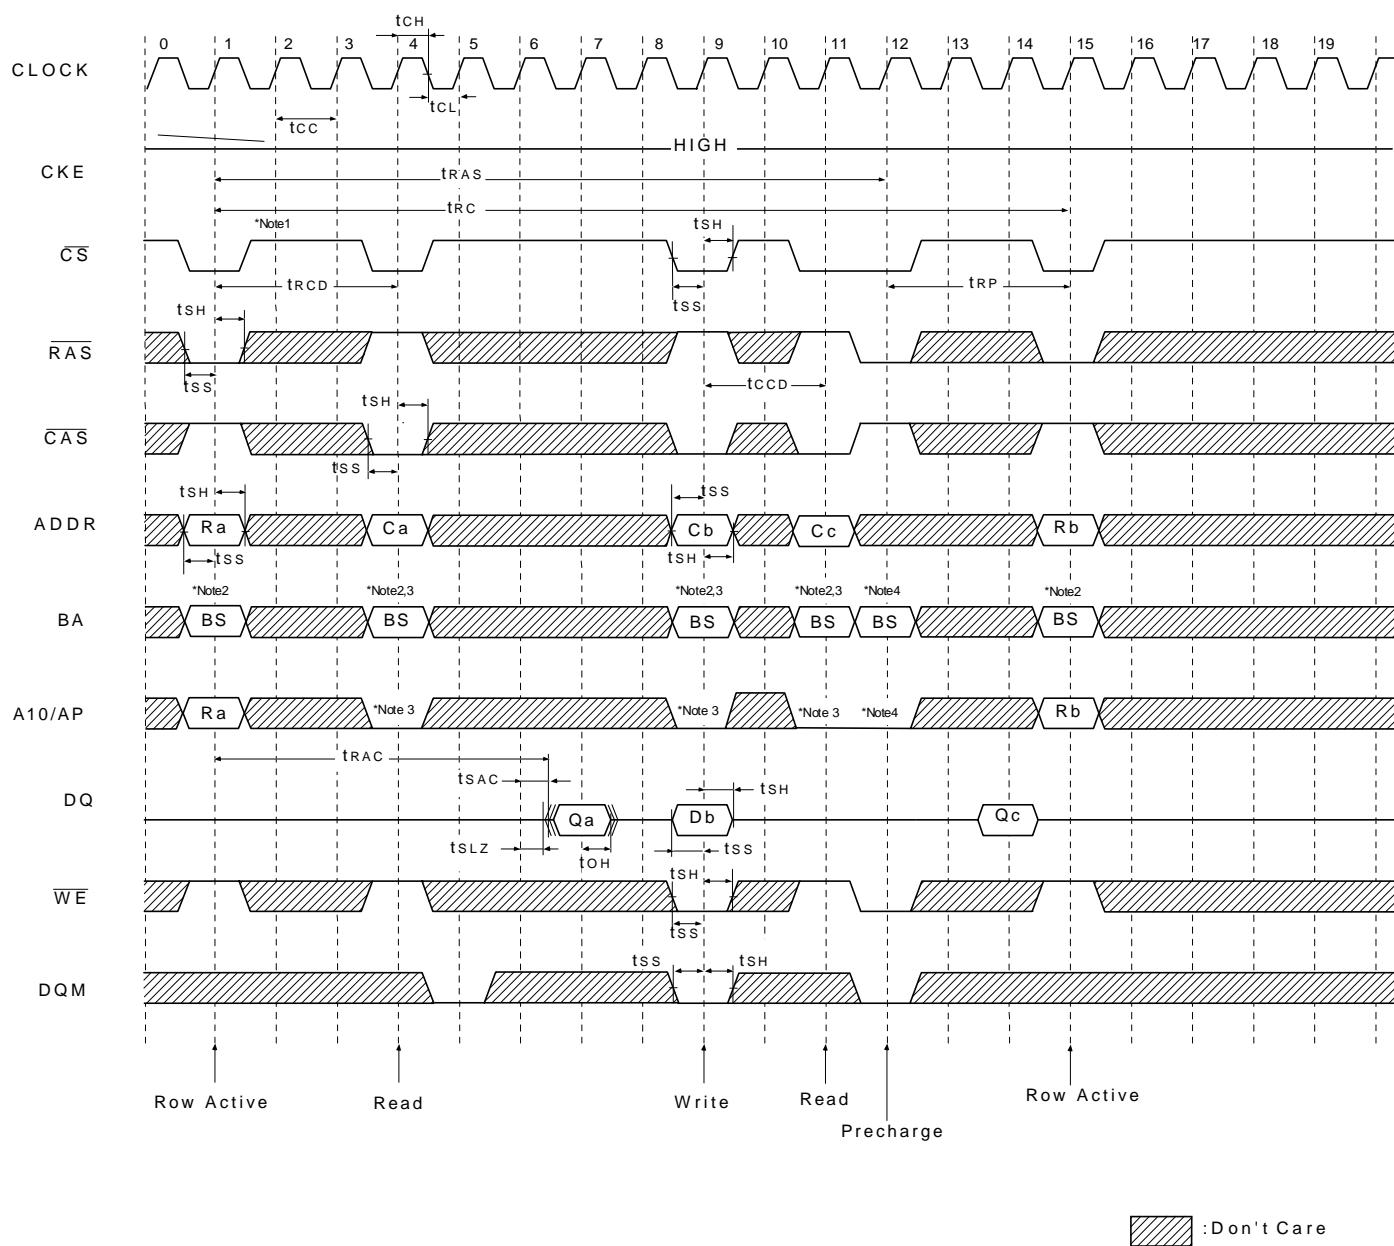 tCH
0 1 2 3 4 5 6 7 8 9 10 11 12 13 14 15 16 17 18 19
CLOCK
tCL
tCC
HIGH
CKE
tRAS
tRC
*Note1
tSH
CS
tRCD
tRP
tSS
tSH
RAS
tSS
tCCD
tSH
CAS
tSS
tSH
tSS
ADDR
Ra Ca Cb Cc Rb
tSS
tSH
*Note2 *Note2,3 *Note2,3 *Note2,3 *Note4 *Note2
BA
BS BS BS BS BS BS
A10/AP
Ra *Note 3 *Note 3 *Note 3 *Note4 Rb
tRAC
tSAC
tSH
DQ
Qa Db Qc
tSLZ
tOH
tSS
tSH
WE
tSS
tSS
tSH
DQM
Row Active Read Write Read Row Active
Precharge
:Don't Care